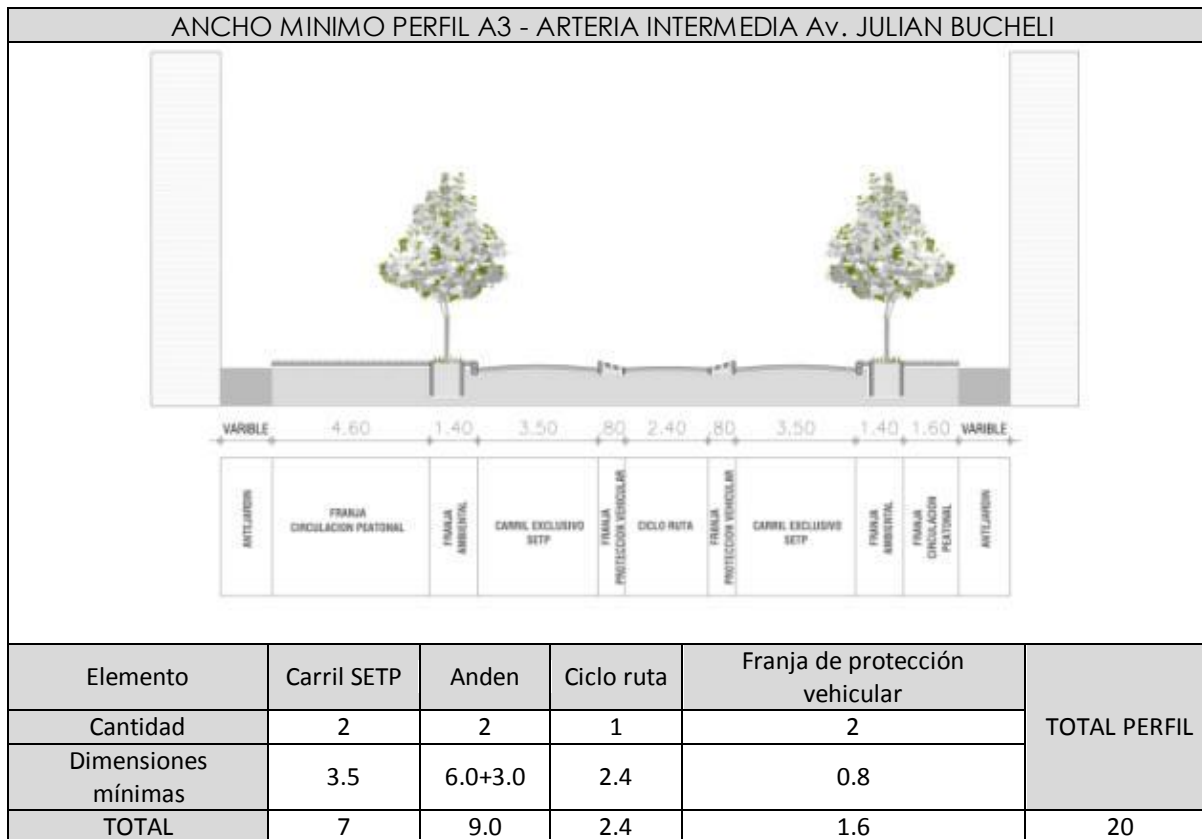 ANCHO MINIMO PERFIL A3 - ARTERIA INTERMEDIA Av. JULIAN BUCHELI
VARIBLE 4.60 1.40 3.50 .80 2.40 .80 3.50 1.40 1.60 VARIBLE
ANTEJARDIN
FRANJA
CIRCULACION PEATONAL
FRANJA
AMBIENTAL
CARRIL EXCLUSIVO
SETP
FRANJA
PROTECCION VEHICULAR
CICLO RUTA
FRANJA
PROTECCION VEHICULAR
CARRIL EXCLUSIVO
SETP
FRANJA
AMBIENTAL
FRANJA
CIRCULACION
PEATONAL
ANTEJARDIN
Elemento Carril SETP Anden Ciclo ruta Franja de protección
vehicular
TOTAL PERFIL
Cantidad 2 2 1 2
Dimensiones
mínimas
3.5 6.0+3.0 2.4 0.8
TOTAL 7 9.0 2.4 1.6 20